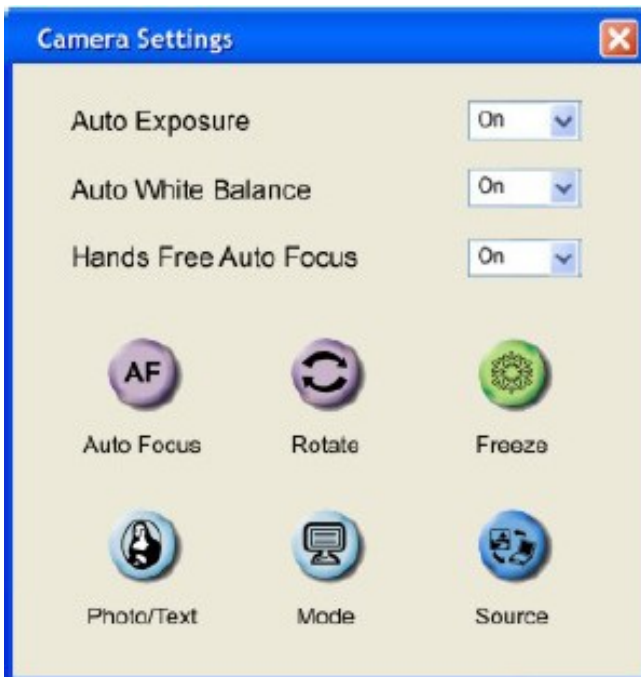 Camera Settings
Auto Exposure On
Auto White Balance On
Hands Free Auto Focus On
AF
Auto Focus Rotate Freeze
Photo/Text Mode Source